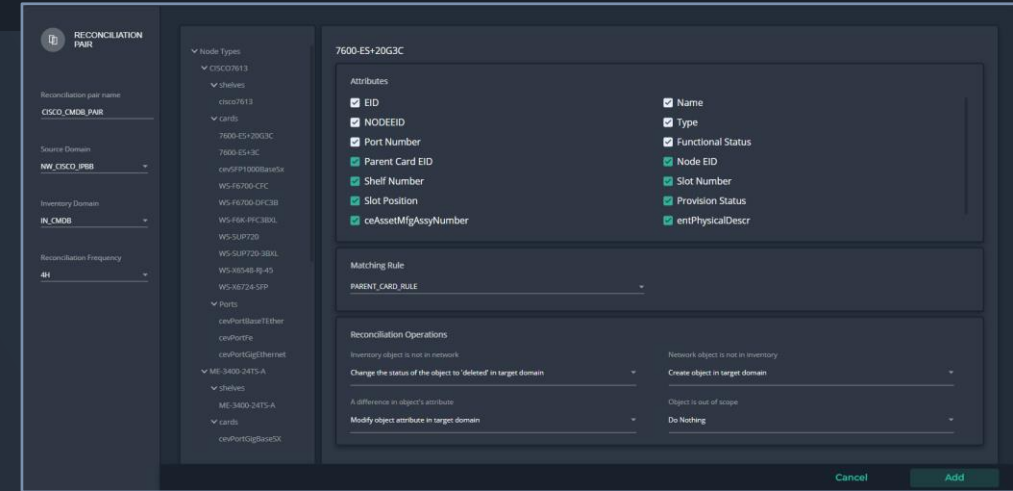 RECONCILIATION
PAIR
Reconciliation pair name
CISCO_CMDB_PAIR
Source Domain
NW_CISCO_IPBB
Inventory Domain
IN_CMDB
Reconciliation Frequency
4H
Node Types
CISCO7613
shelves
cisco7613
cards
7600-ES+20G3C
7600-ES+3C
cevSFP1000BaseSx
WS-F6700-CFC
WS-F6700-DFC3B
WS-F6K-PFC3BXL
WS-SUP720
WS-SUP720-3BXL
WS-X6548-RJ-45
WS-X6724-SFP
Ports
cevPortBaseTEther
cevPortFe
cevPortGigEthernet
ME-3400-24TS-A
shelves
ME-3400-24TS-A
cards
cevPortGigBaseSX
7600-ES+20G3C
Attributes
EID
Name
NODEEID
Type
Port Number
Functional Status
Parent Card EID
Node EID
Shelf Number
Slot Number
Slot Position
Provision Status
ceAssetMfgAssyNumber
entPhysicalDescr
Matching Rule
PARENT_CARD_RULE
Reconciliation Operations
Inventory object is not in network
Network object is not in inventory
Change the status of the object to 'deleted' in target domain
Create object in target domain
A difference in object's attribute
Object is out of scope
Modify object attribute in target domain
Do Nothing
Cancel
Add